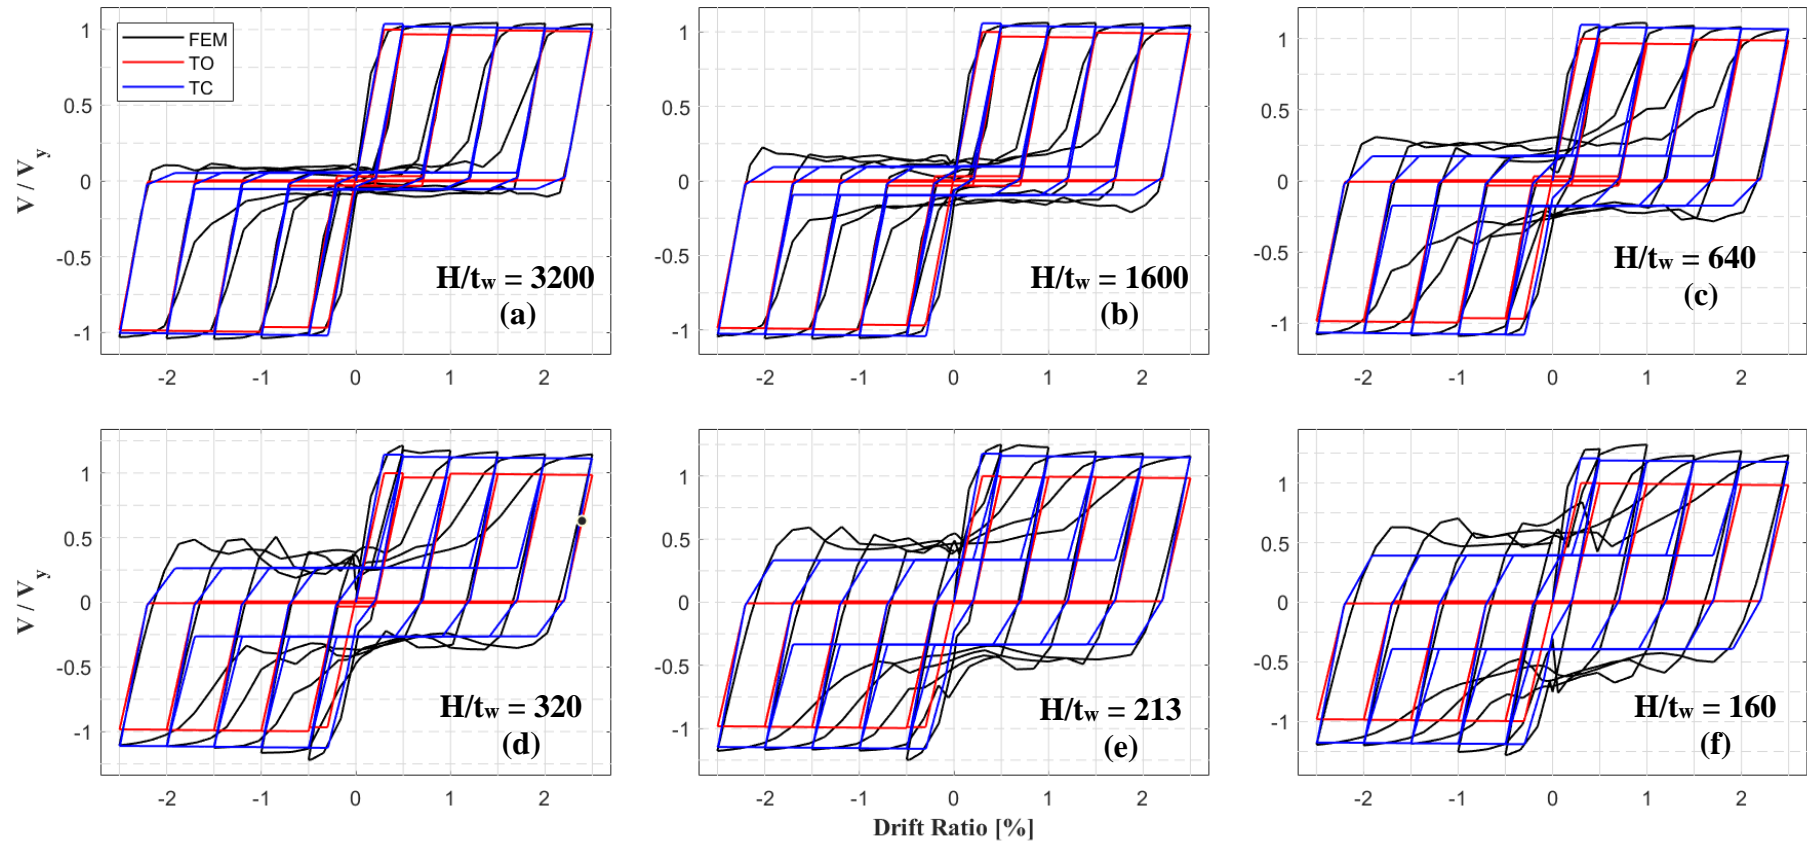 FEM
TO
TC
V / Vy
1
0.5
0
-0.5
-1
-2 -1 0 1 2
H/tw = 3200
(a)
1
0.5
0
-0.5
-1
-2 -1 0 1 2
H/tw = 1600
(b)
1
0.5
0
-0.5
-1
-2 -1 0 1 2
H/tw = 640
(c)
V / Vy
1
0.5
0
-0.5
-1
-2 -1 0 1 2
H/tw = 320
(d)
1
0.5
0
-0.5
-1
-2 -1 0 1 2
H/tw = 213
(e)
1
0.5
0
-0.5
-1
-2 -1 0 1 2
H/tw = 160
(f)
Drift Ratio [%]